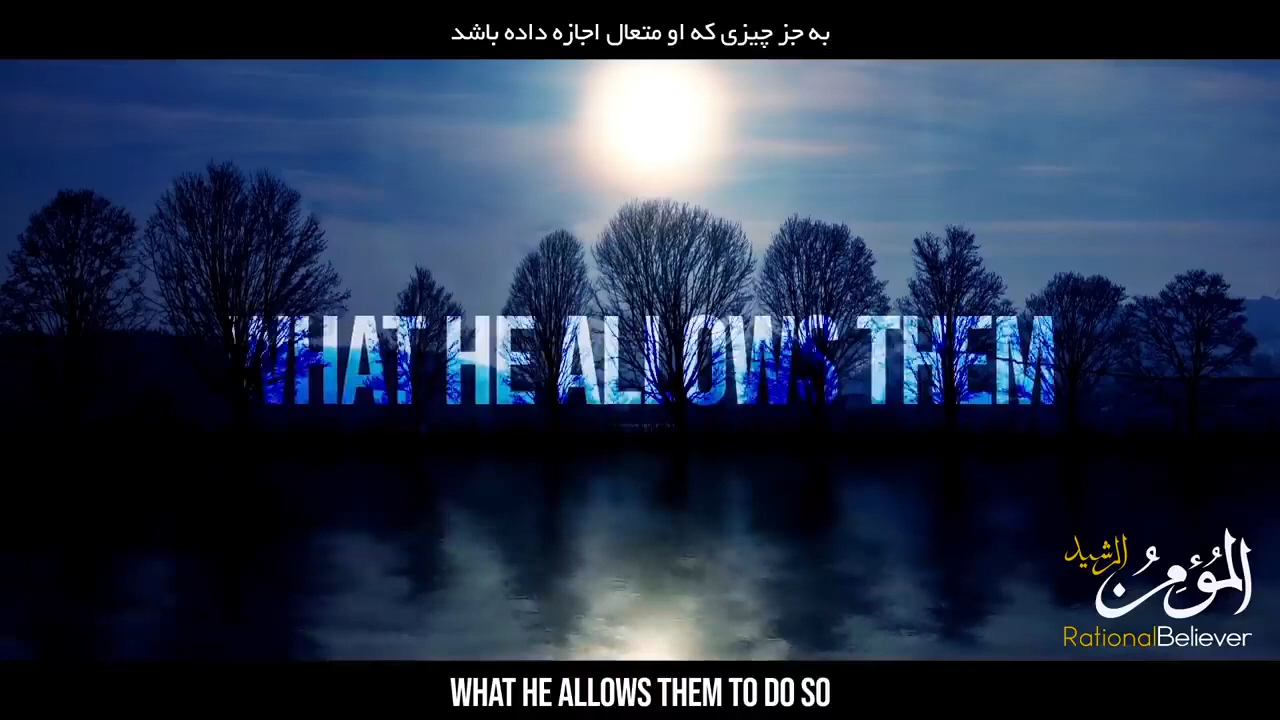 به جز چیزی که او متعال اجازه داده باشد
WHAT HE ALLOWS THEM
المؤمن الرشيد
RationalBeliever
WHAT HE ALLOWS THEM TO DO SO